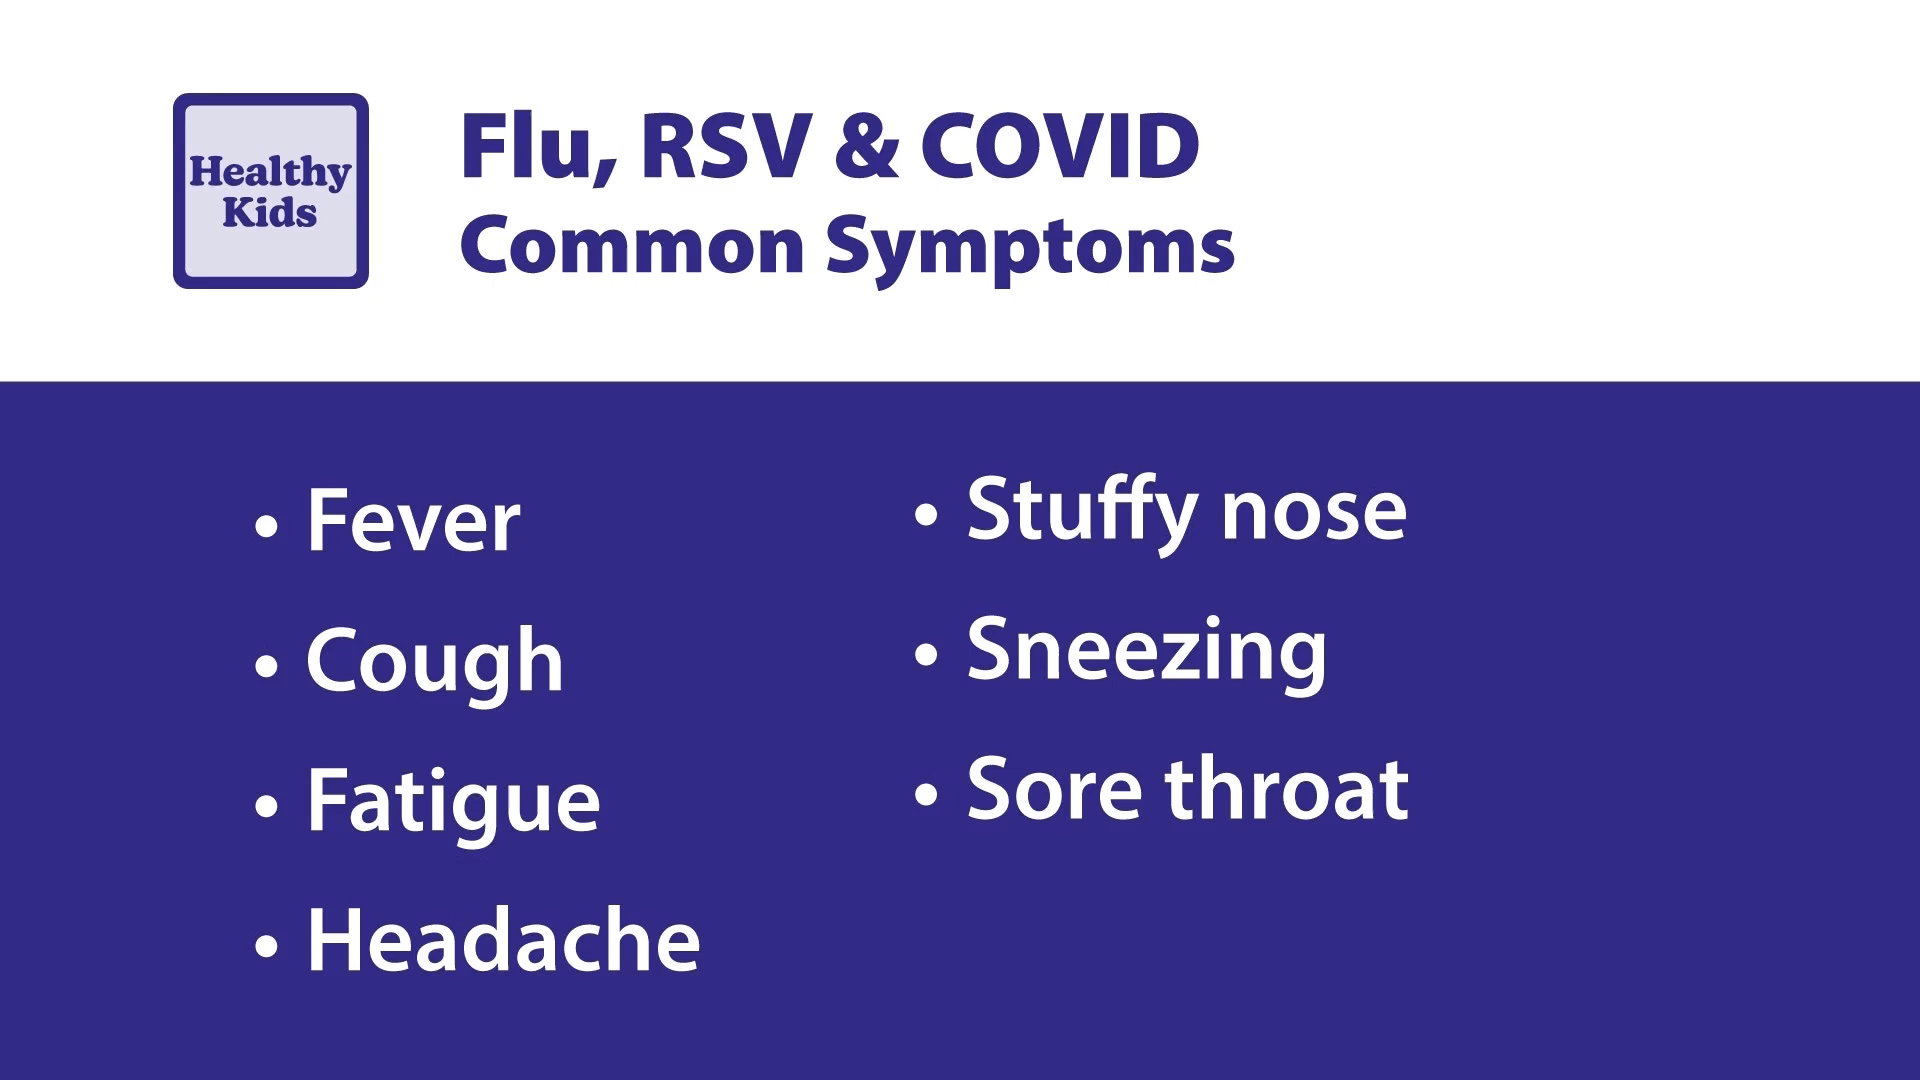 Healthy
Kids
Flu, RSV & COVID
Common Symptoms
• Fever
• Cough
• Fatigue
• Headache
• Stuffy nose
• Sneezing
• Sore throat